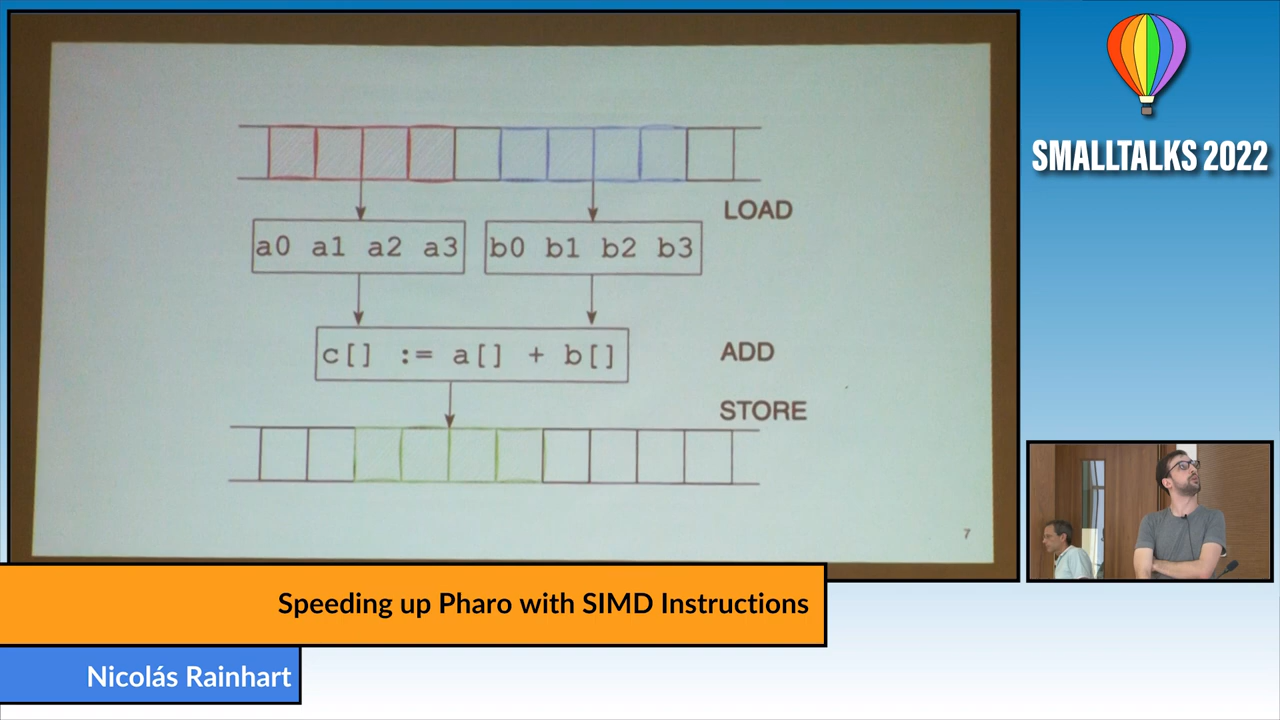 SMALLTALKS 2022
LOAD
a0 a1 a2 a3
b0 b1 b2 b3
c[] := a[] + b[]
ADD
STORE
7
Speeding up Pharo with SIMD Instructions
Nicolás Rainhart